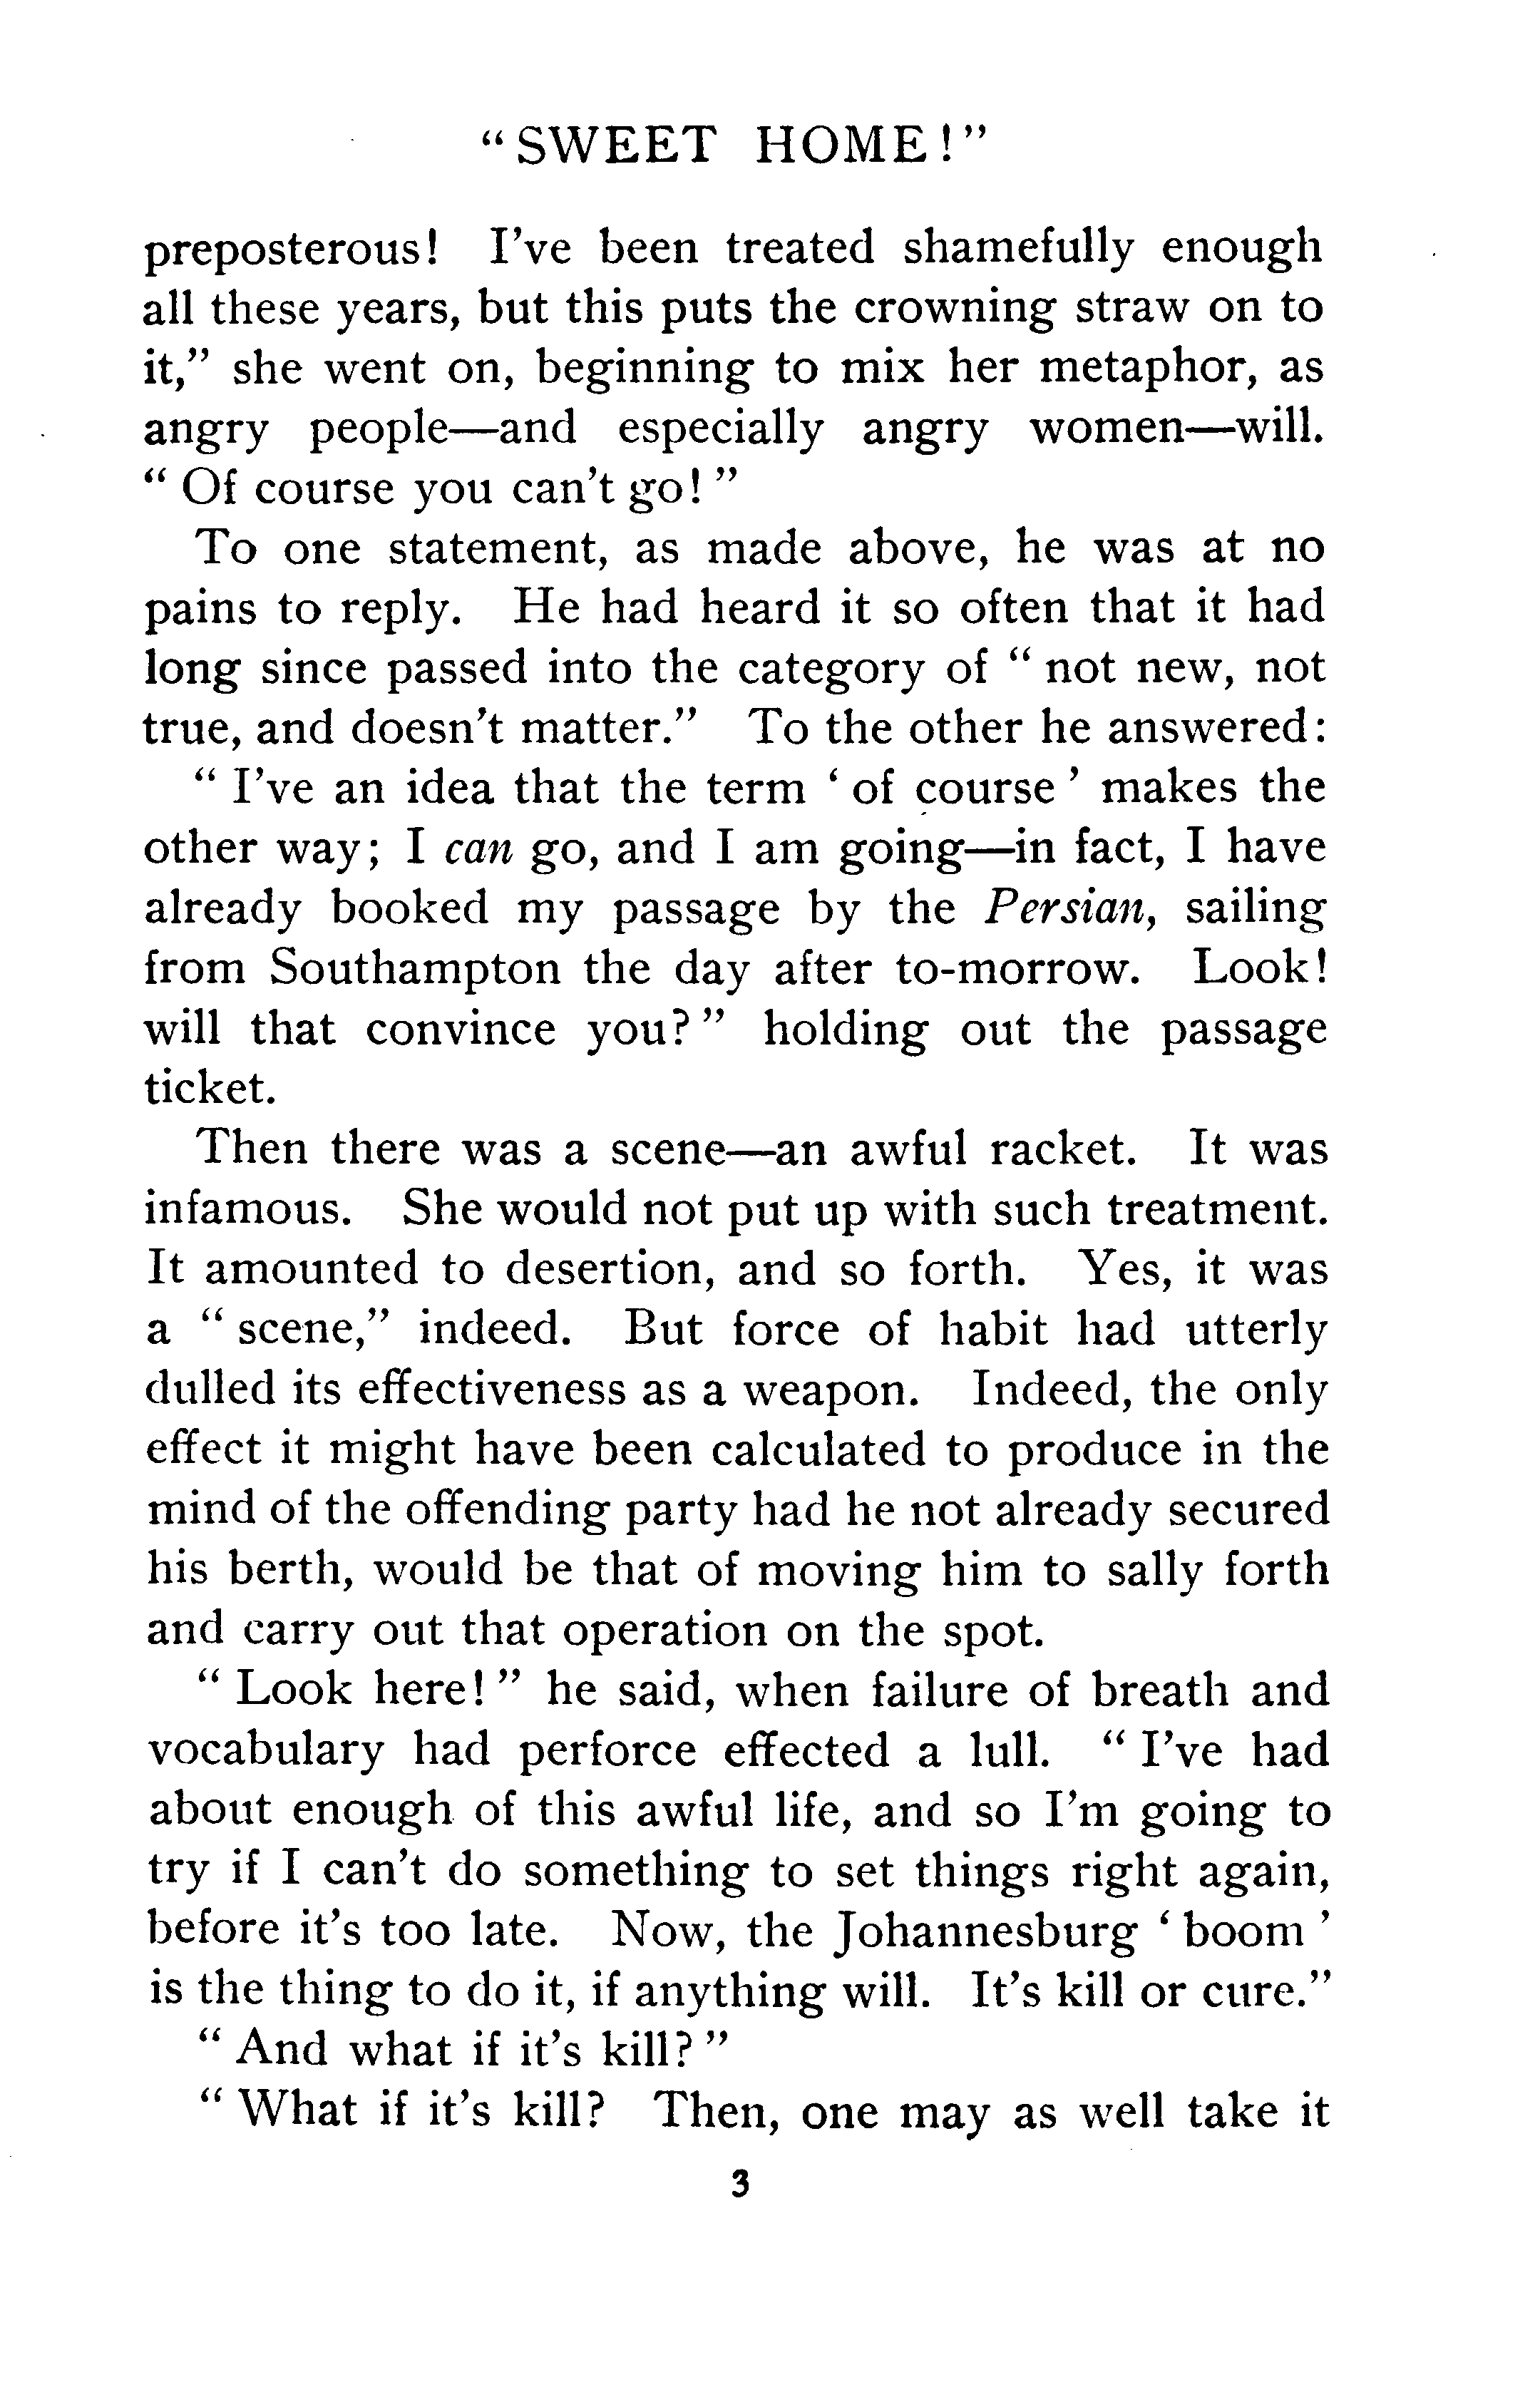 “SWEET HOME!”
preposterous! I’ve been treated shamefully enough
all these years, but this puts the crowning straw on to
it,” she went on, beginning to mix her metaphor, as
angry people—and especially angry women—will.
“ Of course you can’t go! ”
To one statement, as made above, he was at no
pains to reply. He had heard it so often that it had
long since passed into the category of “ not new, not
true, and doesn’t matter.” To the other he answered:
“ I’ve an idea that the term ‘ of course ’ makes the
other way; I can go, and I am going—in fact, I have
already booked my passage by the Persian, sailing
from Southampton the day after to-morrow. Look!
will that convince you? ” holding out the passage
ticket.
Then there was a scene—an awful racket. It was
infamous. She would not put up with such treatment.
It amounted to desertion, and so forth. Yes, it was
a “ scene,” indeed. But force of habit had utterly
dulled its effectiveness as a weapon. Indeed, the only
effect it might have been calculated to produce in the
mind of the offending party had he not already secured
his berth, would be that of moving him to sally forth
and carry out that operation on the spot.
“ Look here! ” he said, when failure of breath and
vocabulary had perforce effected a lull. “ I’ve had
about enough of this awful life, and so I’m going to
try if I can’t do something to set things right again,
before it’s too late. Now, the Johannesburg ‘ boom ’
is the thing to do it, if anything will. It’s kill or cure.”
“ And what if it’s kill? ”
“ What if it’s kill? Then, one may as well take it
3